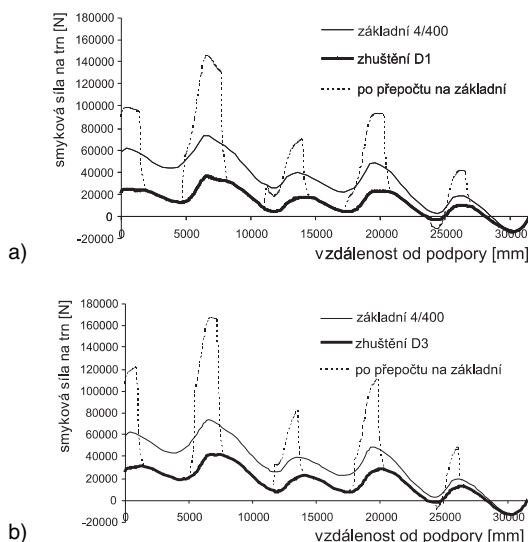 a)
smyková síla na trn [N]
180000
160000
140000
120000
100000
80000
60000
40000
20000
0
-20000
základní 4/400
zhuštění D1
po přepočtu na základní
0 5000 10000 15000 20000 25000 30000
vzdálenost od podpory [mm]
b)
smyková síla na trn [N]
180000
160000
140000
120000
100000
80000
60000
40000
20000
0
-20000
základní 4/400
zhuštění D3
po přepočtu na základní
0 5000 10000 15000 20000 25000 30000
vzdálenost od podpory [mm]